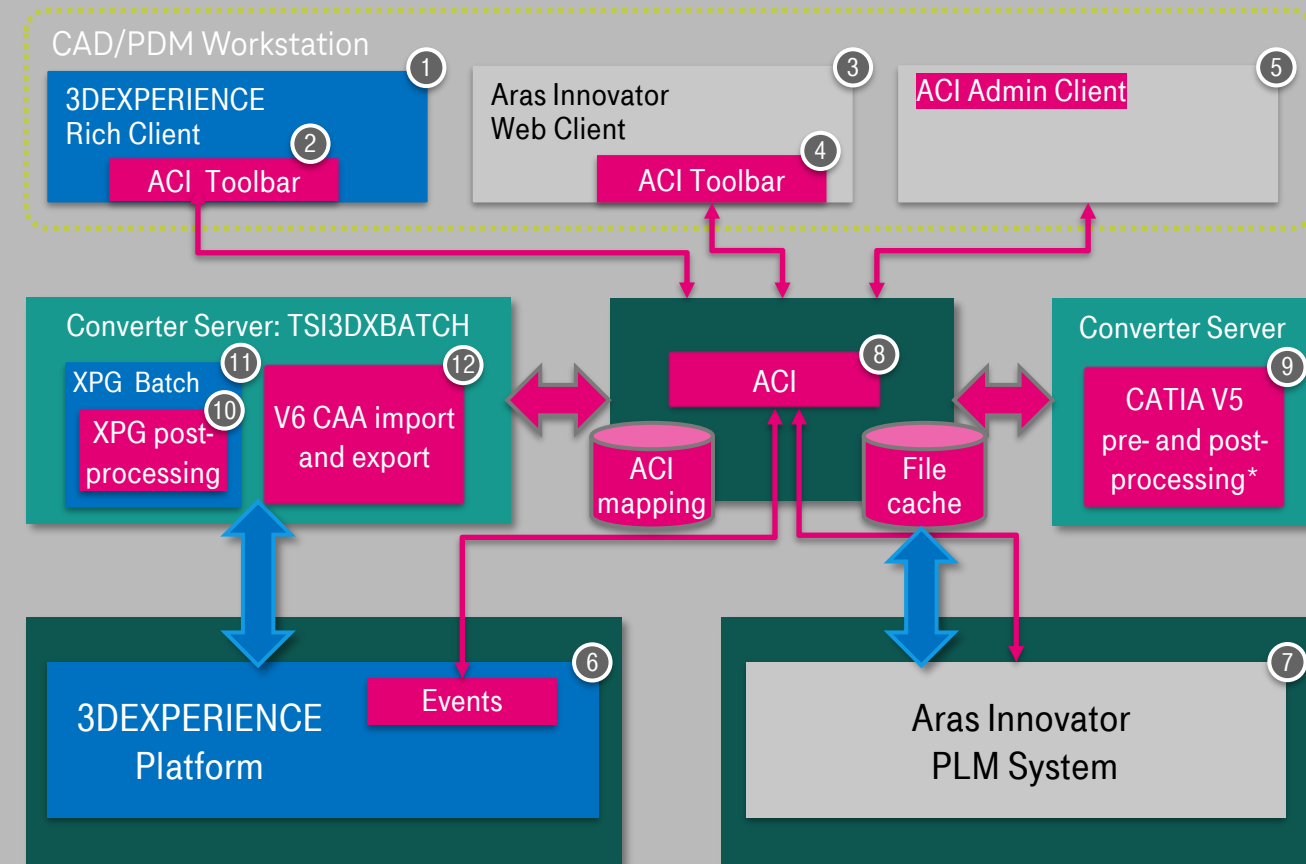 CAD/PDM Workstation
1
3DEXPERIENCE
Rich Client
2
ACI Toolbar
3
Aras Innovator
Web Client
4
ACI Toolbar
5
ACI Admin Client
Converter Server: TSI3DXBATCH
11
XPG Batch
10
XPG post-
processing
12
V6 CAA import
and export
8
ACI
ACI
mapping
File
cache
Converter Server
9
CATIA V5
pre- and post-
processing*
6
Events
3DEXPERIENCE
Platform
7
Aras Innovator
PLM System